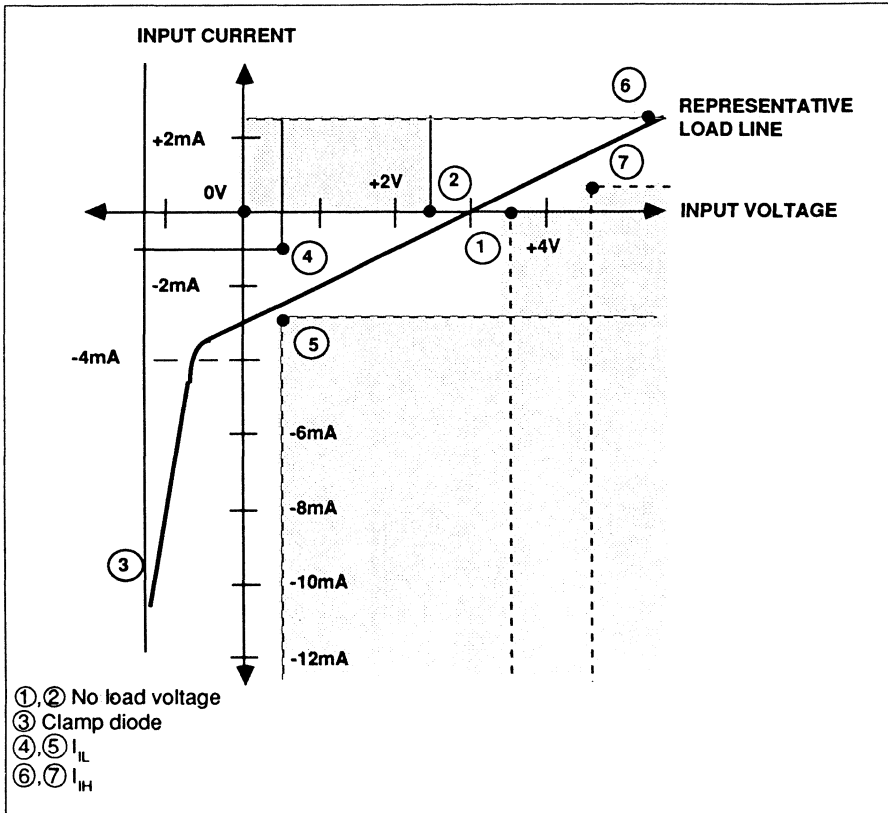 INPUT CURRENT
⑥
REPRESENTATIVE
LOAD LINE
+2mA
⑦
0V
+2V
②
INPUT VOLTAGE
④
①
+4V
-2mA
⑤
-4mA
-6mA
-8mA
③
-10mA
-12mA
①,② No load voltage
③ Clamp diode
④,⑤ I_IL
⑥,⑦ I_IH